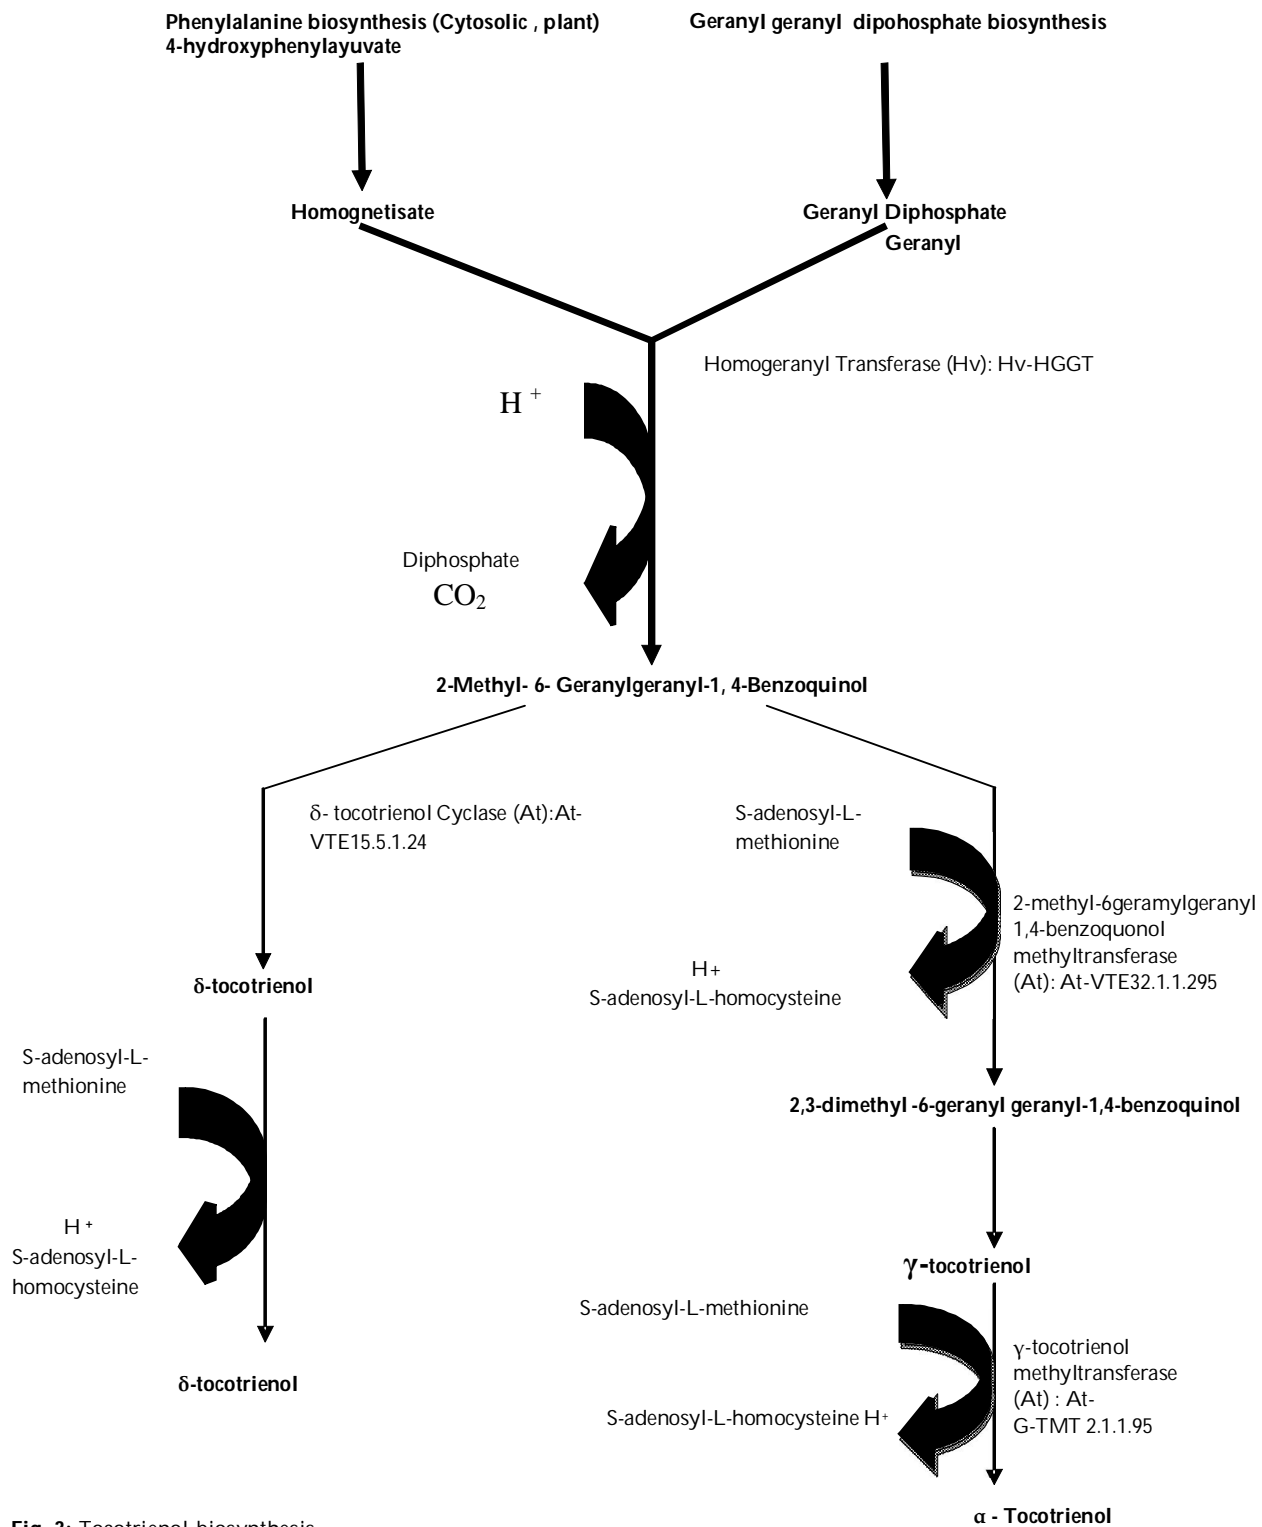 Phenylalanine biosynthesis (Cytosolic , plant)
4-hydroxyphenylayuvate
Geranyl geranyl dipohosphate biosynthesis
Homognetisate
Geranyl Diphosphate
Geranyl
Homogeranyl Transferase (Hv): Hv-HGGT
H +
Diphosphate
CO2
2-Methyl- 6- Geranylgeranyl-1, 4-Benzoquinol
δ- tocotrienol Cyclase (At):At-
VTE15.5.1.24
S-adenosyl-L-
methionine
2-methyl-6geramylgeranyl
1,4-benzoquonol
methyltransferase
(At): At-VTE32.1.1.295
H+
S-adenosyl-L-homocysteine
δ-tocotrienol
S-adenosyl-L-
methionine
2,3-dimethyl -6-geranyl geranyl-1,4-benzoquinol
H +
S-adenosyl-L-
homocysteine
γ-tocotrienol
S-adenosyl-L-methionine
γ-tocotrienol
methyltransferase
(At) : At-
G-TMT 2.1.1.95
δ-tocotrienol
S-adenosyl-L-homocysteine H+
α - Tocotrienol
Fig. 3: Tocotrienol biosynthesis